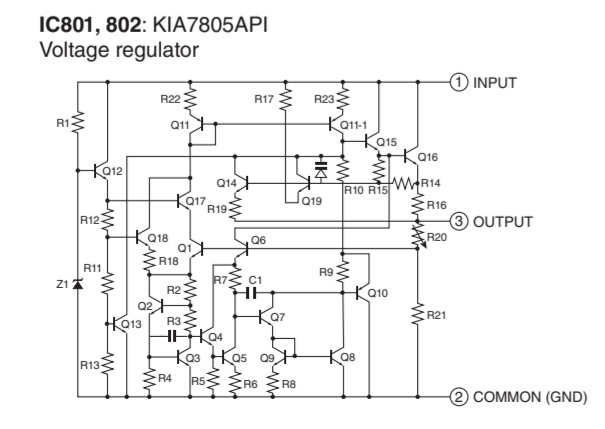 IC801, 802: KIA7805API
Voltage regulator
1 INPUT
R22 R17 R23
R1 Q11 Q11-1
Q15
Q12 Q16
Q14 R10 R15 R14
Q17 Q19
R12 R19 R16
3 OUTPUT
Q18 Q1 Q6 R20
R18
R11 R7 C1 R9
Z1 R2 Q10
Q2 R21
Q13 R3 Q4 Q7
Q3 Q5 Q9 Q8
R13 R4 R5 R6 R8
2 COMMON (GND)